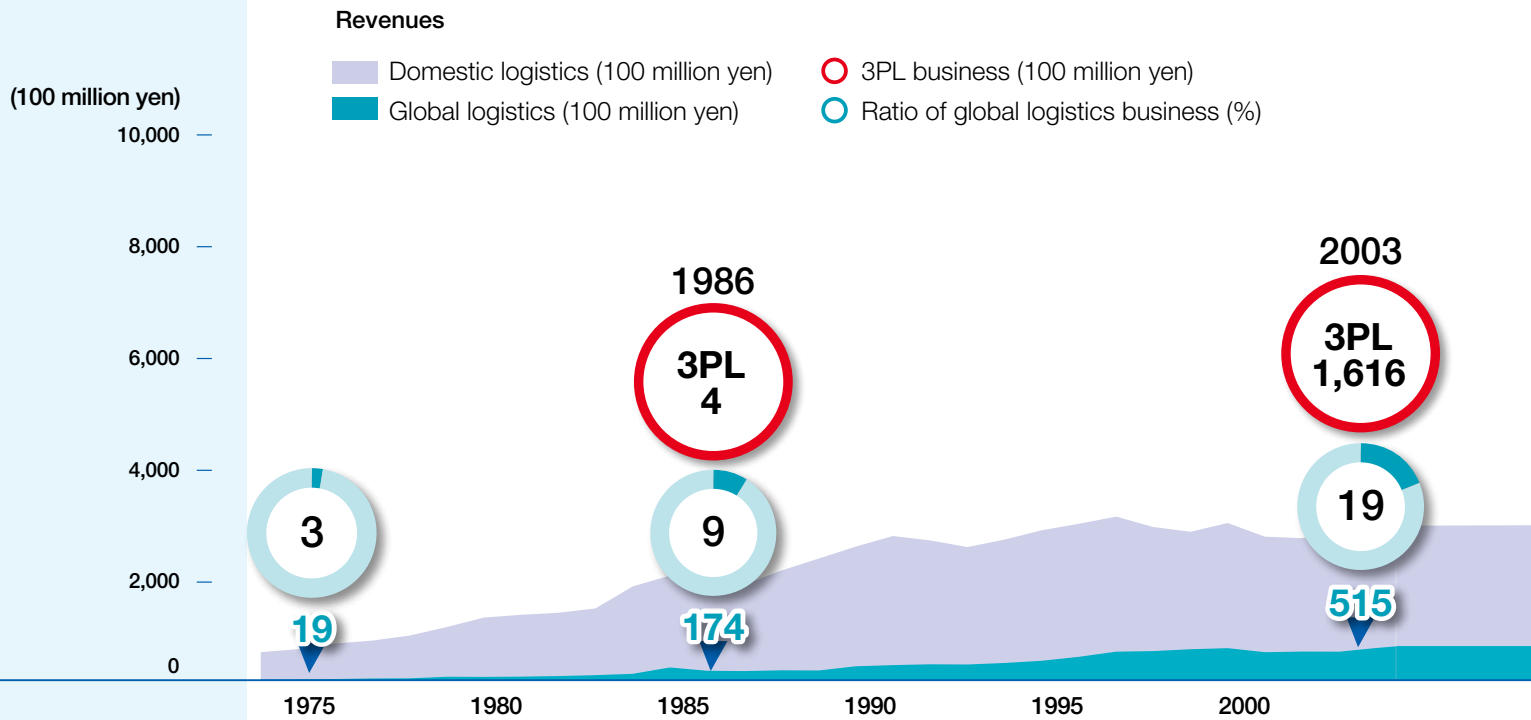 Revenues
Domestic logistics (100 million yen)
3PL business (100 million yen)
Global logistics (100 million yen)
Ratio of global logistics business (%)
(100 million yen)
10,000
8,000
6,000
4,000
2,000
0
1986
3PL
4
2003
3PL
1,616
3
9
19
19
174
515
1975
1980
1985
1990
1995
2000